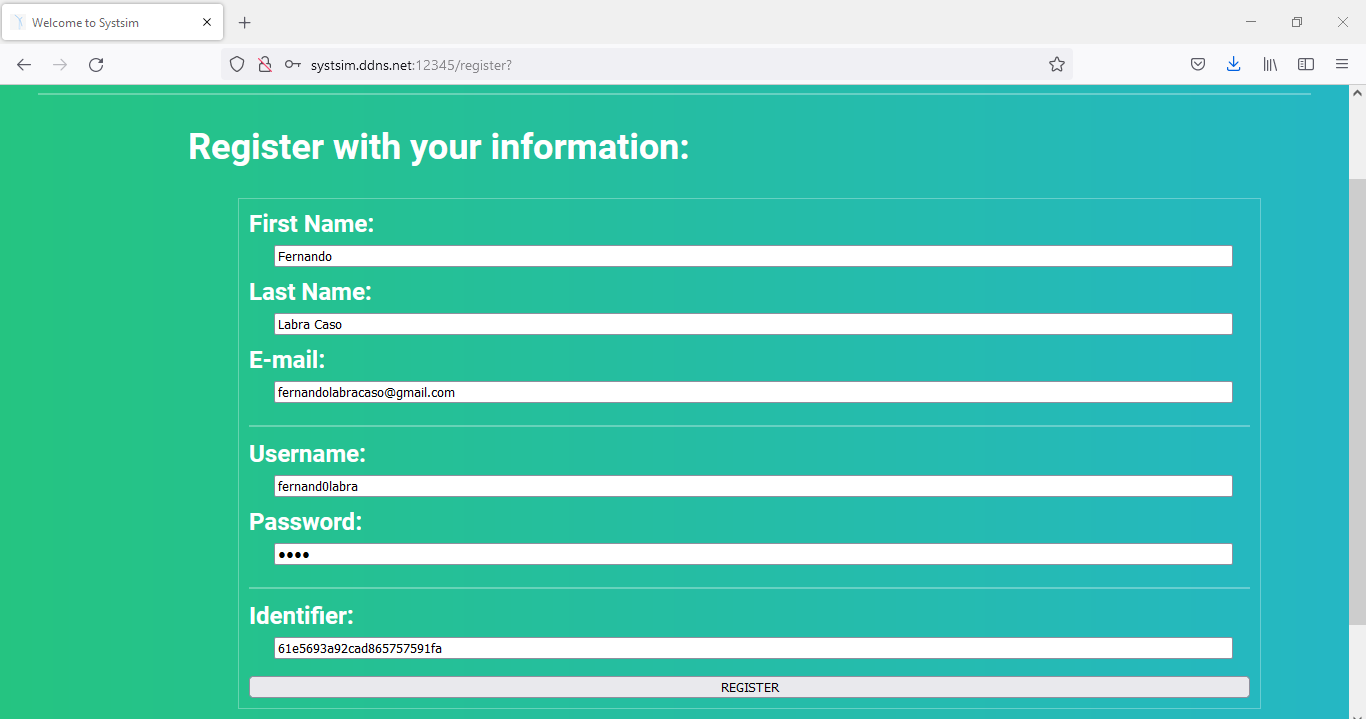 Welcome to Systsim
systsim.ddns.net:12345/register?
Register with your information:
First Name:
Fernando
Last Name:
Labra Caso
E-mail:
fernandolabracaso@gmail.com
Username:
fernand0labra
Password:
••••
Identifier:
61e5693a92cad865757591fa
REGISTER